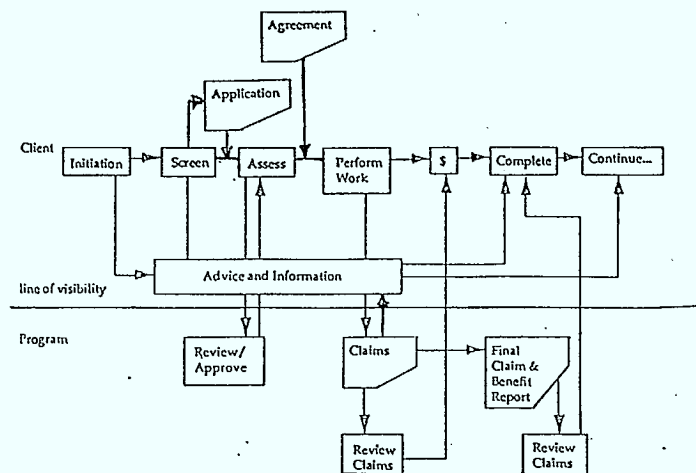 Agreement
Application
Client
Initiation
Screen
Assess
Perform
Work
$
Complete
Continue...
Advice and Information
line of visibility
Program
Review/
Approve
Claims
Final
Claim &
Benefit
Report
Review
Claims
Review
Claims